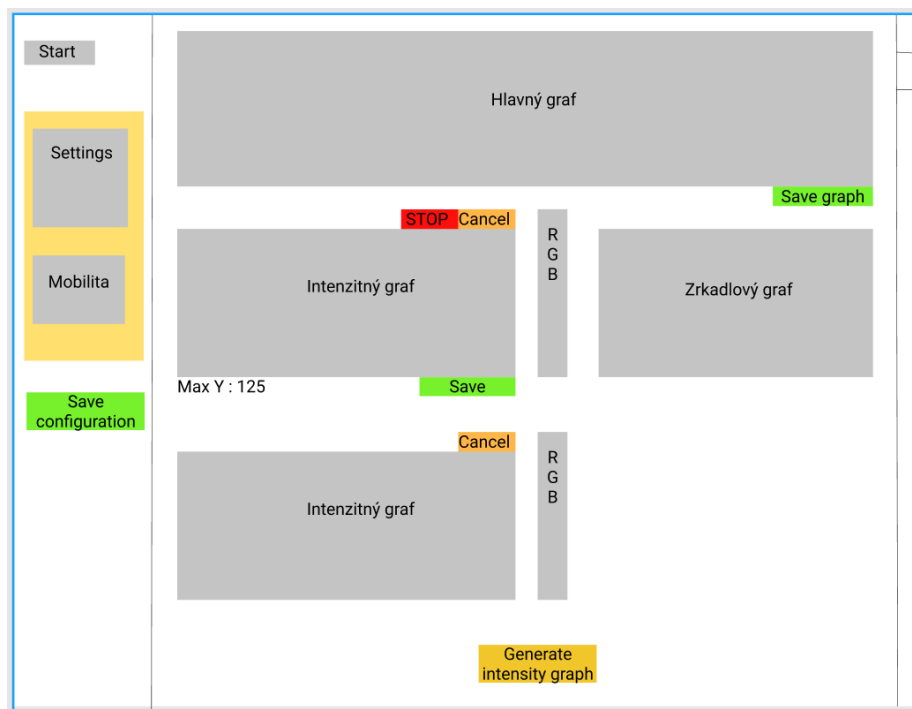 Start
Settings
Mobilita
Save
configuration
Hlavný graf
Save graph
STOP
Cancel
Intenzitný graf
R
G
B
Zrkadlový graf
Max Y : 125
Save
Cancel
Intenzitný graf
R
G
B
Generate
intensity graph